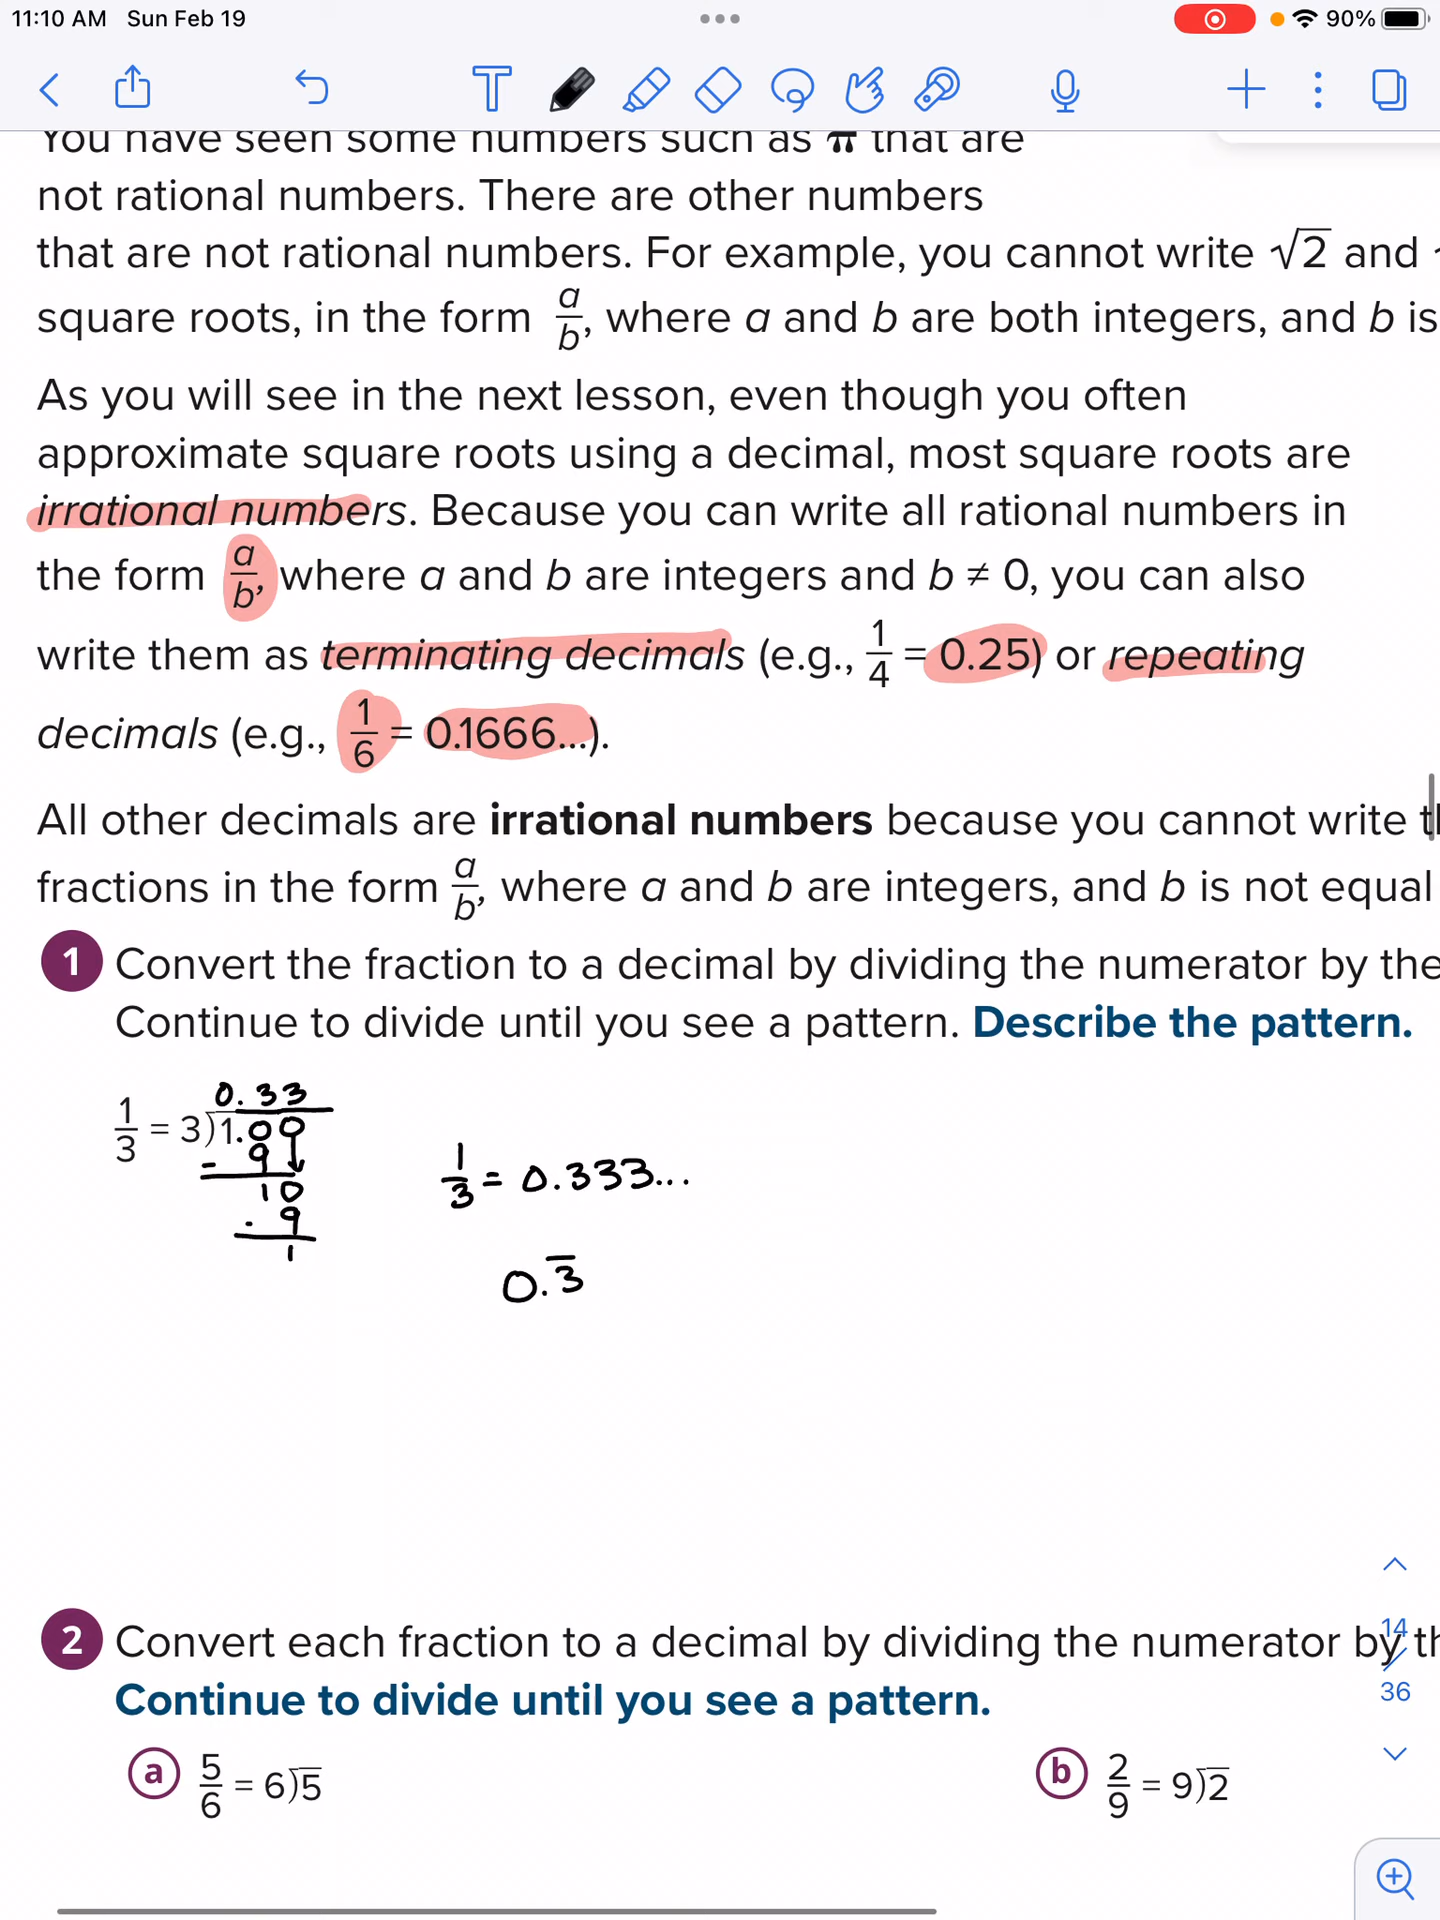 11:10 AM Sun Feb 19 90%
You have seen some numbers such as π that are
not rational numbers. There are other numbers
that are not rational numbers. For example, you cannot write √2 and
square roots, in the form a/b, where a and b are both integers, and b is
As you will see in the next lesson, even though you often
approximate square roots using a decimal, most square roots are
irrational numbers. Because you can write all rational numbers in
the form a/b, where a and b are integers and b ≠ 0, you can also
write them as terminating decimals (e.g., 1/4 = 0.25) or repeating
decimals (e.g., 1/6 = 0.1666...).
All other decimals are irrational numbers because you cannot write
fractions in the form a/b, where a and b are integers, and b is not equal
1 Convert the fraction to a decimal by dividing the numerator by the
Continue to divide until you see a pattern. Describe the pattern.
0.33
1/3 = 3)1.00
- 9
10
- 9
1
1/3 = 0.333...
0.3̅
2 Convert each fraction to a decimal by dividing the numerator by
Continue to divide until you see a pattern.
14/36
a 5/6 = 6)5
b 2/9 = 9)2